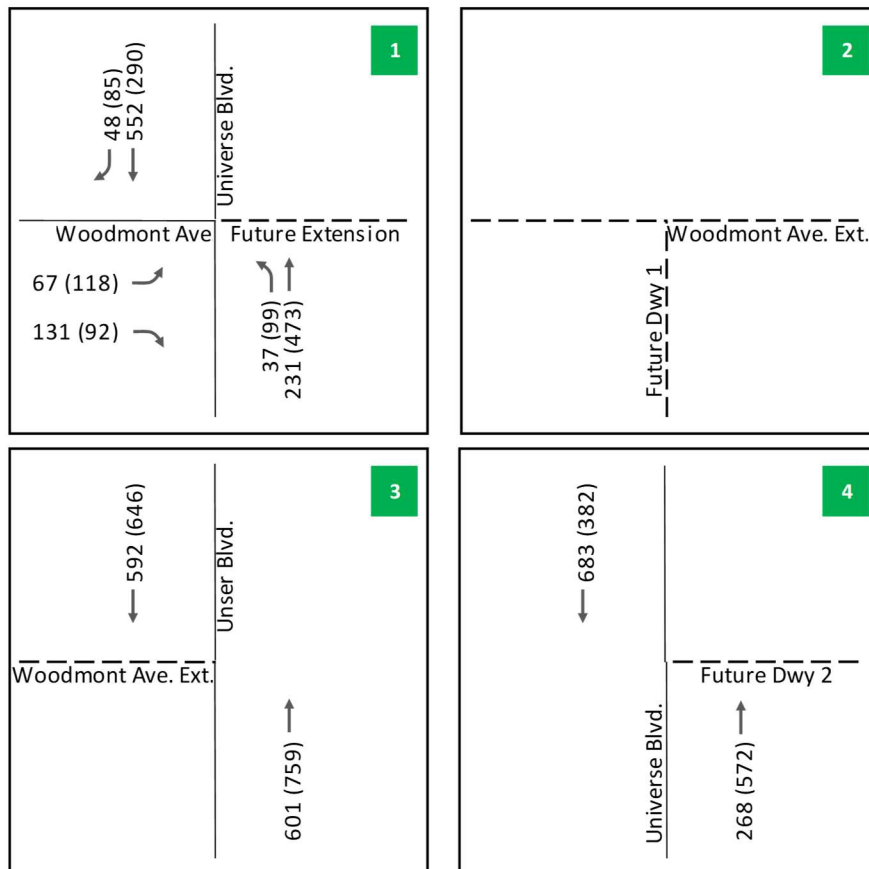 1
48 (85)
552 (290)
Universe Blvd.
Woodmont Ave
Future Extension
67 (118)
131 (92)
37 (99)
231 (473)
2
Woodmont Ave. Ext.
Future Dwy 1
3
592 (646)
Unser Blvd.
Woodmont Ave. Ext.
601 (759)
4
683 (382)
Future Dwy 2
Universe Blvd.
268 (572)